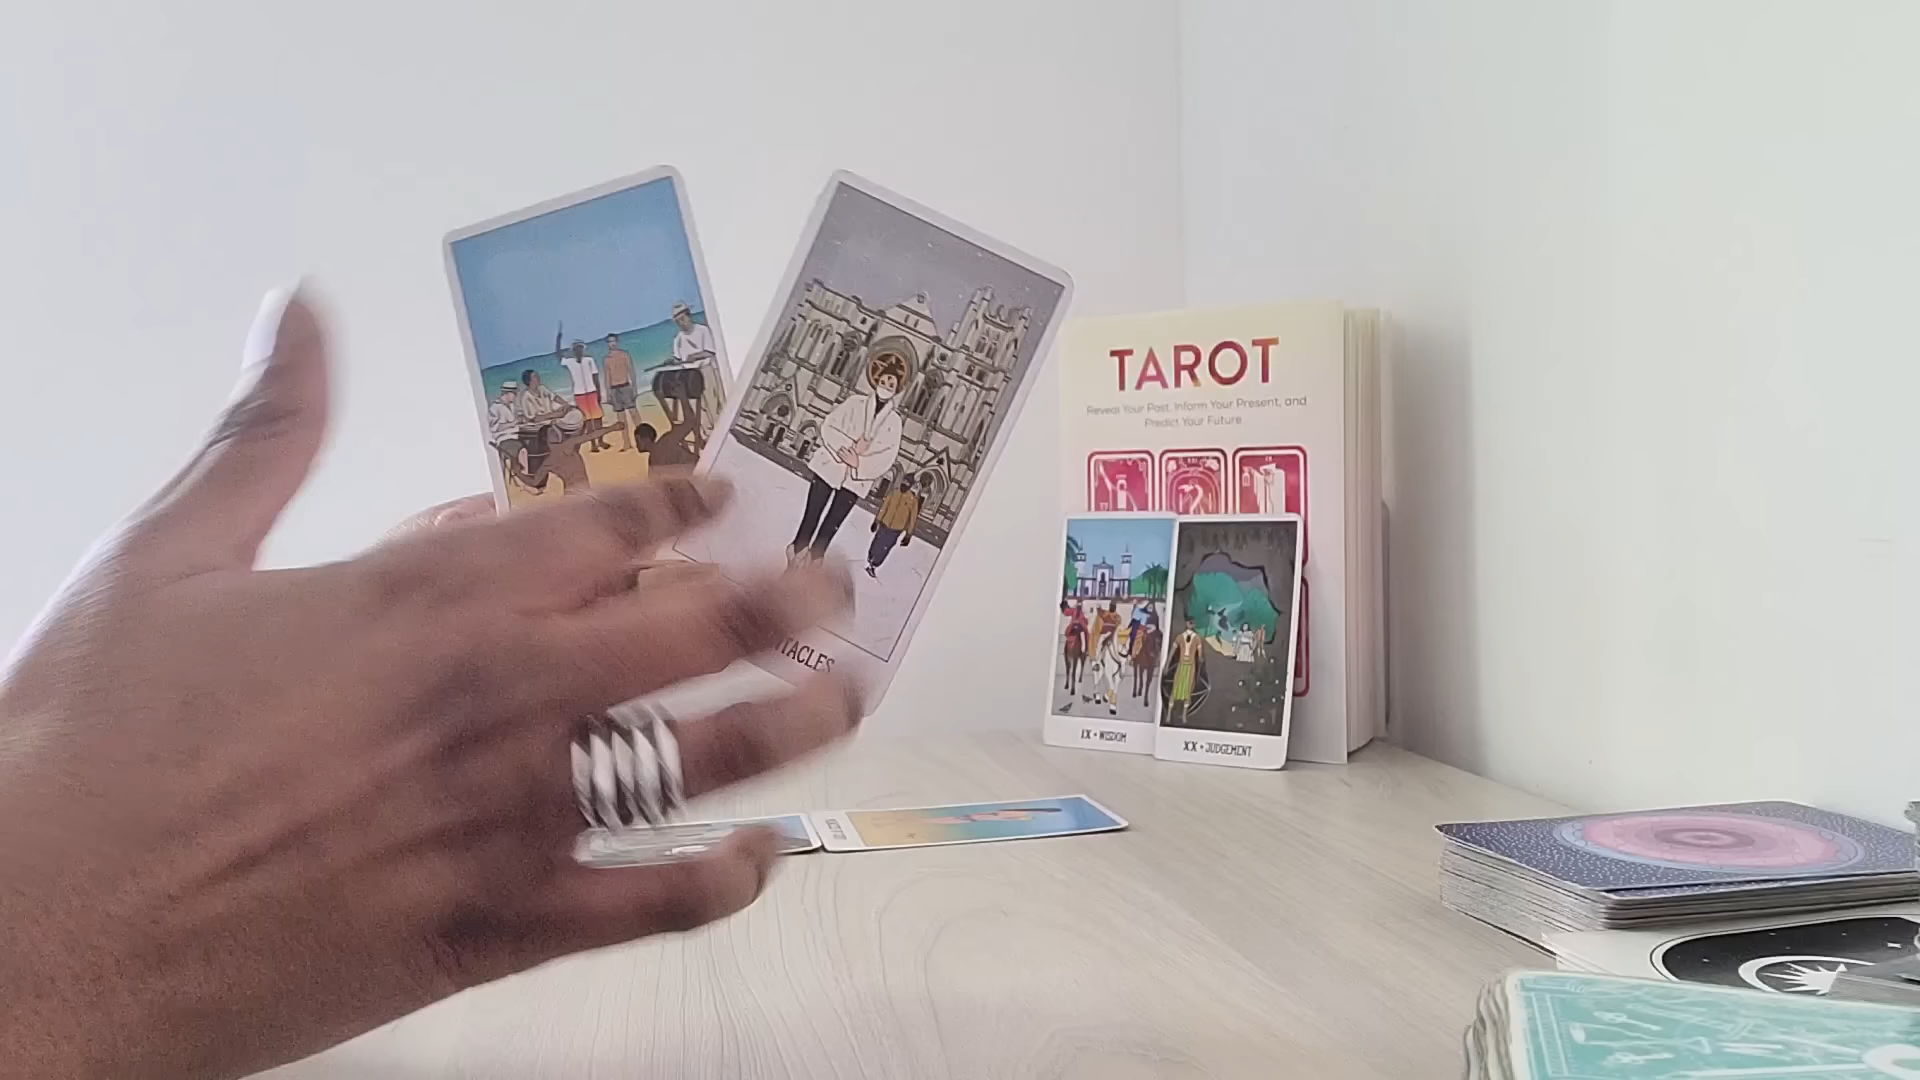 TAROT
Reveal Your Past, Inform Your Present, and
Predict Your Future
TACLES
IX • WISDOM
XX • JUDGEMENT